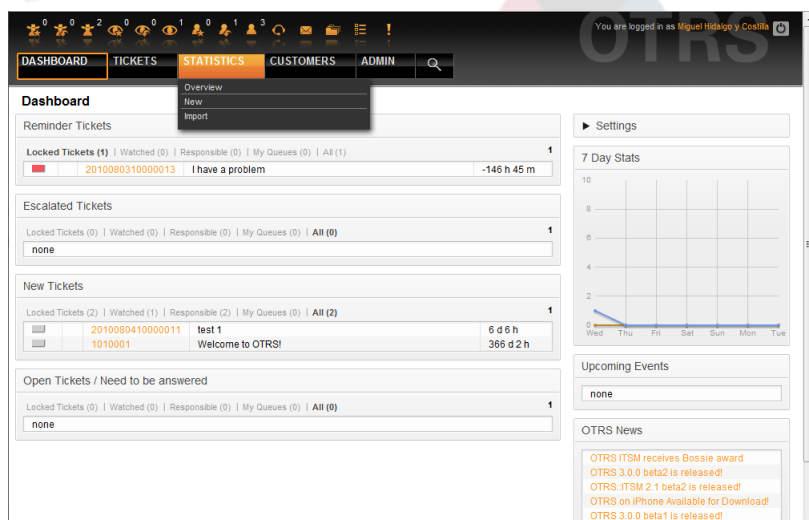 0 0 2 0 0 1 0 1 3
You are logged in as Miguel Hidalgo y Costilla
OTRS
DASHBOARD TICKETS STATISTICS CUSTOMERS ADMIN
Overview
New
Import
Dashboard
Reminder Tickets
Locked Tickets (1) | Watched (0) | Responsible (0) | My Queues (0) | All (1) 1
2010080310000013 I have a problem -146 h 45 m
Escalated Tickets
Locked Tickets (0) | Watched (0) | Responsible (0) | My Queues (0) | All (0) 1
none
New Tickets
Locked Tickets (2) | Watched (1) | Responsible (2) | My Queues (0) | All (2) 1
2010080410000011 test 1 6 d 6 h
1010001 Welcome to OTRS! 366 d 2 h
Open Tickets / Need to be answered
Locked Tickets (0) | Watched (0) | Responsible (0) | My Queues (0) | All (0) 1
none
Settings
7 Day Stats
10
8
6
4
2
0
Wed Thu Fri Sat Sun Mon Tue
Upcoming Events
none
OTRS News
OTRS ITSM receives Bossie award
OTRS 3.0.0 beta2 is released!
OTRS::ITSM 2.1 beta2 is released!
OTRS on iPhone Available for Download!
OTRS 3.0.0 beta1 is released!